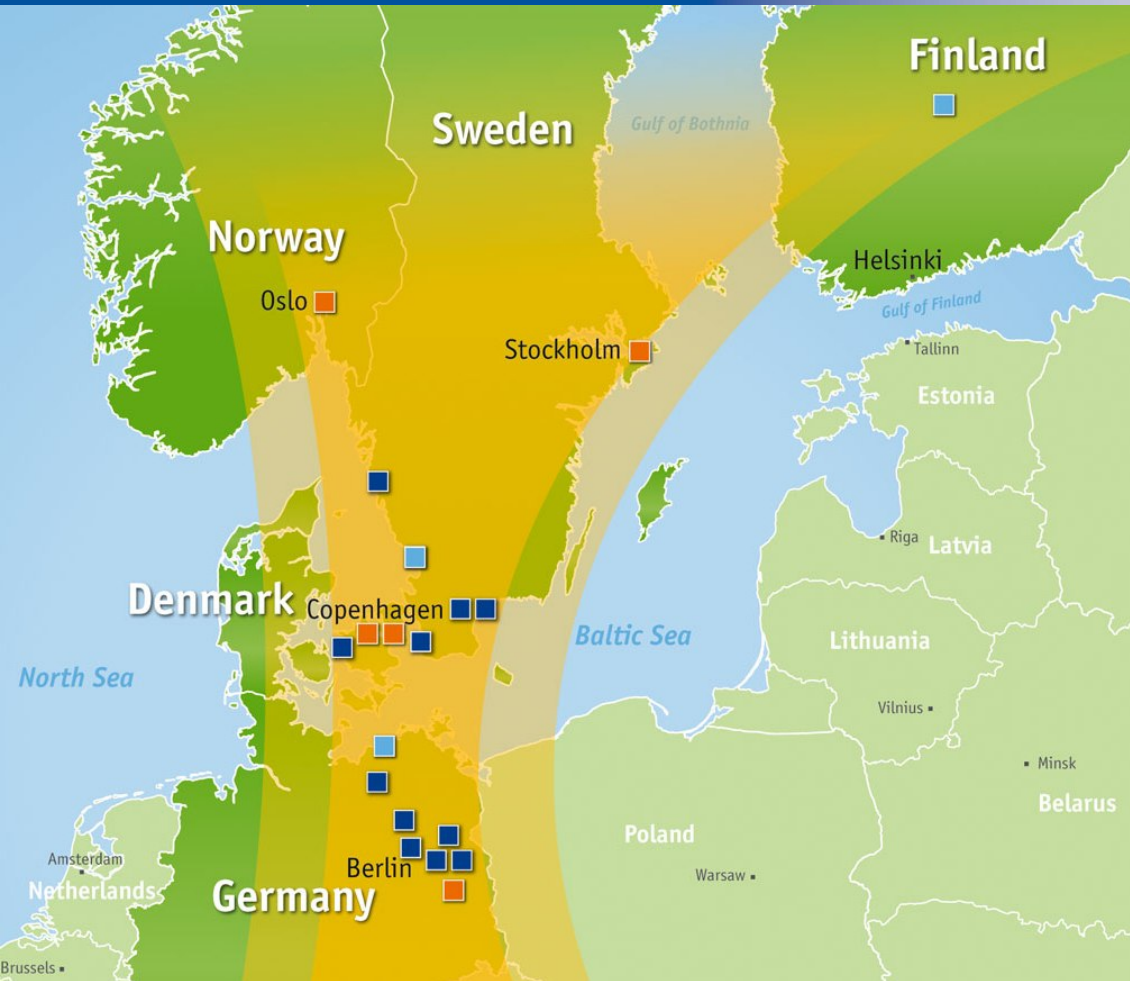 Finland
Sweden
Gulf of Bothnia
Norway
Helsinki
Oslo
Gulf of Finland
Stockholm
Tallinn
Estonia
Riga
Latvia
Denmark
Copenhagen
Baltic Sea
Lithuania
North Sea
Vilnius
Minsk
Belarus
Poland
Amsterdam
Berlin
Warsaw
Netherlands
Germany
Brussels